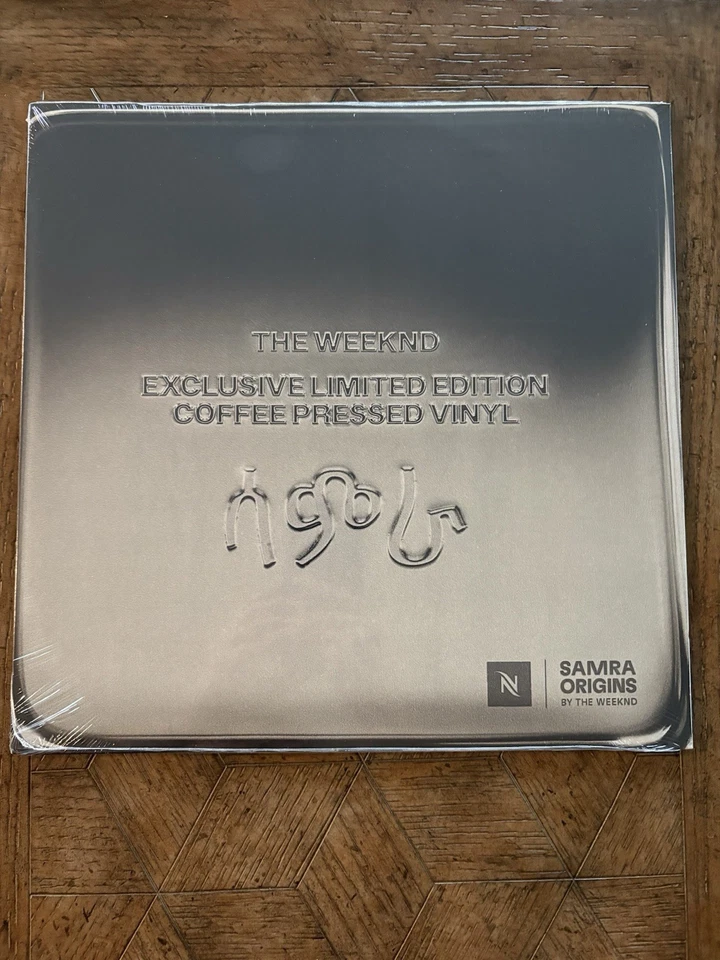 THE WEEKND
EXCLUSIVE LIMITED EDITION
COFFEE PRESSED VINYL
ሳምራ
N
SAMRA
ORIGINS
BY THE WEEKND